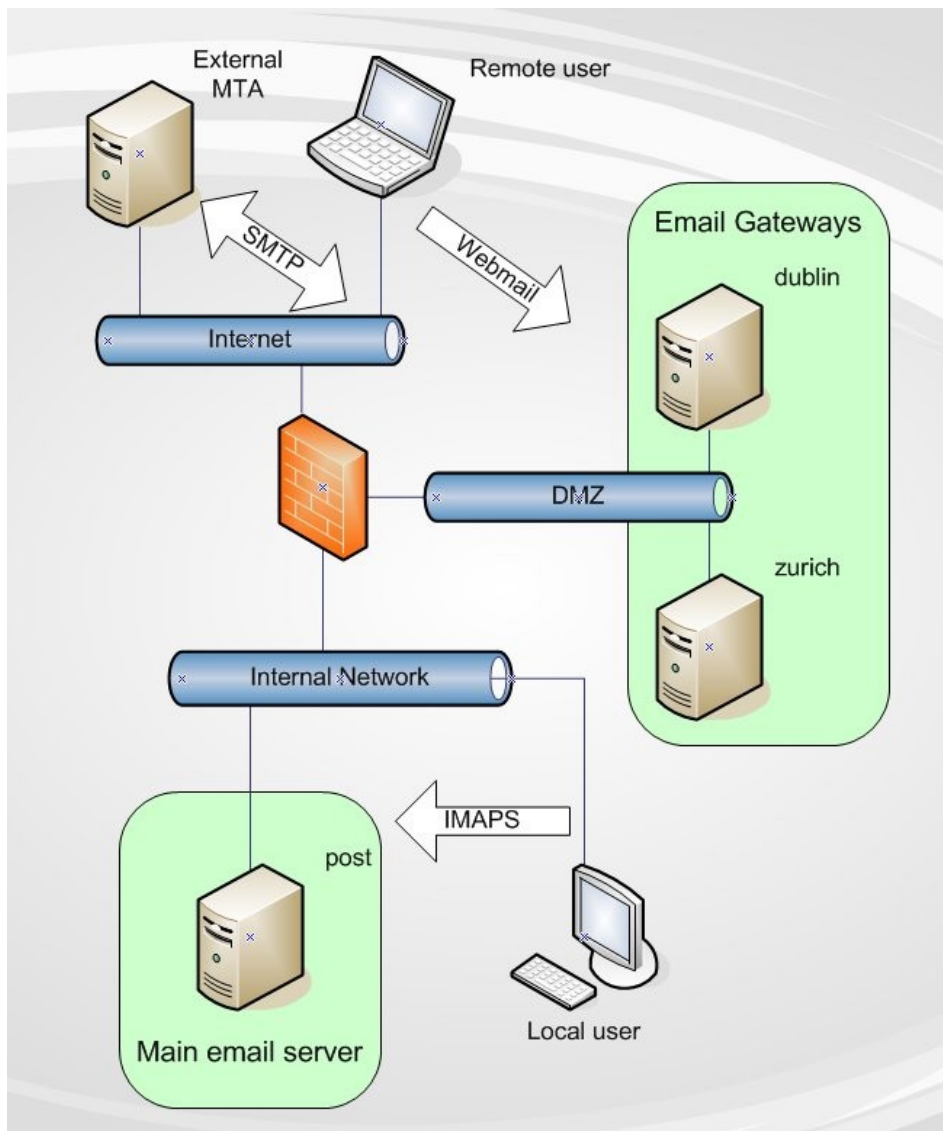 External
MTA
Remote user
SMTP
Webmail
Email Gateways
dublin
Internet
DMZ
zurich
Internal Network
IMAPS
post
Main email server
Local user